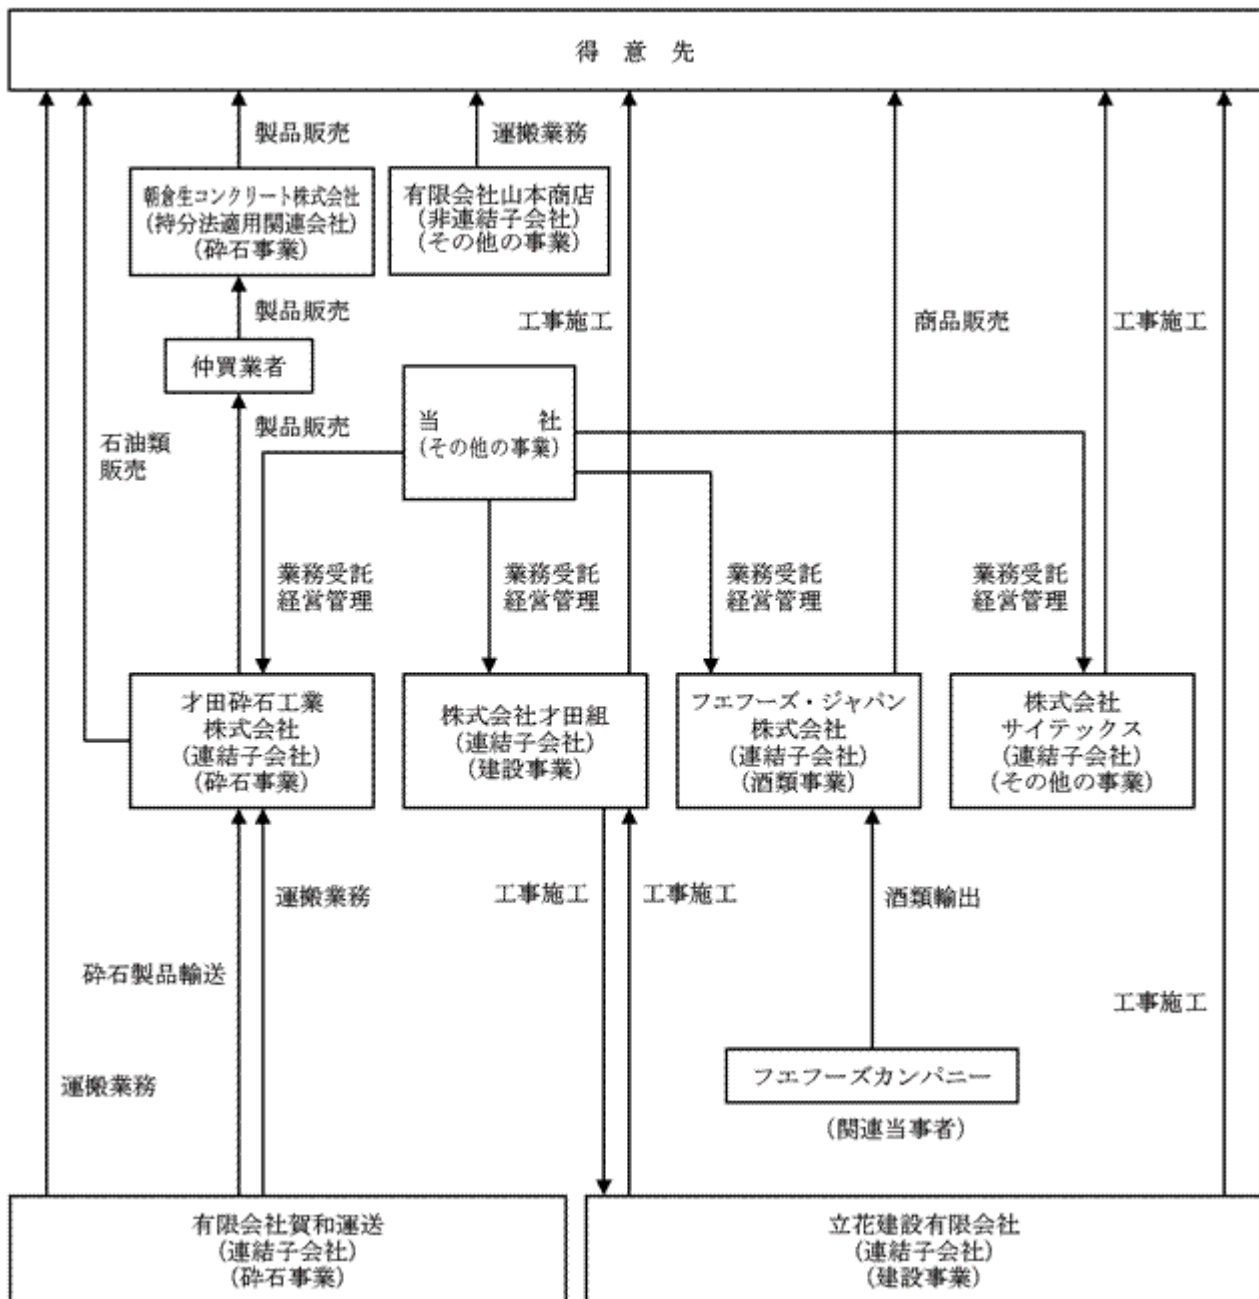 得意先
製品販売
運搬業務
朝倉生コンクリート株式会社
(持分法適用関連会社)
(砕石事業)
有限会社山本商店
(非連結子会社)
(その他の事業)
製品販売
工事施工
商品販売
工事施工
仲買業者
当社
(その他の事業)
石油類
販売
製品販売
業務受託
経営管理
業務受託
経営管理
業務受託
経営管理
業務受託
経営管理
才田砕石工業
株式会社
(連結子会社)
(砕石事業)
株式会社才田組
(連結子会社)
(建設事業)
フエフーズ・ジャパン
株式会社
(連結子会社)
(酒類事業)
株式会社
サイテックス
(連結子会社)
(その他の事業)
運搬業務
工事施工
工事施工
酒類輸出
砕石製品輸送
工事施工
運搬業務
フエフーズカンパニー
(関連当事者)
有限会社賀和運送
(連結子会社)
(砕石事業)
立花建設有限会社
(連結子会社)
(建設事業)